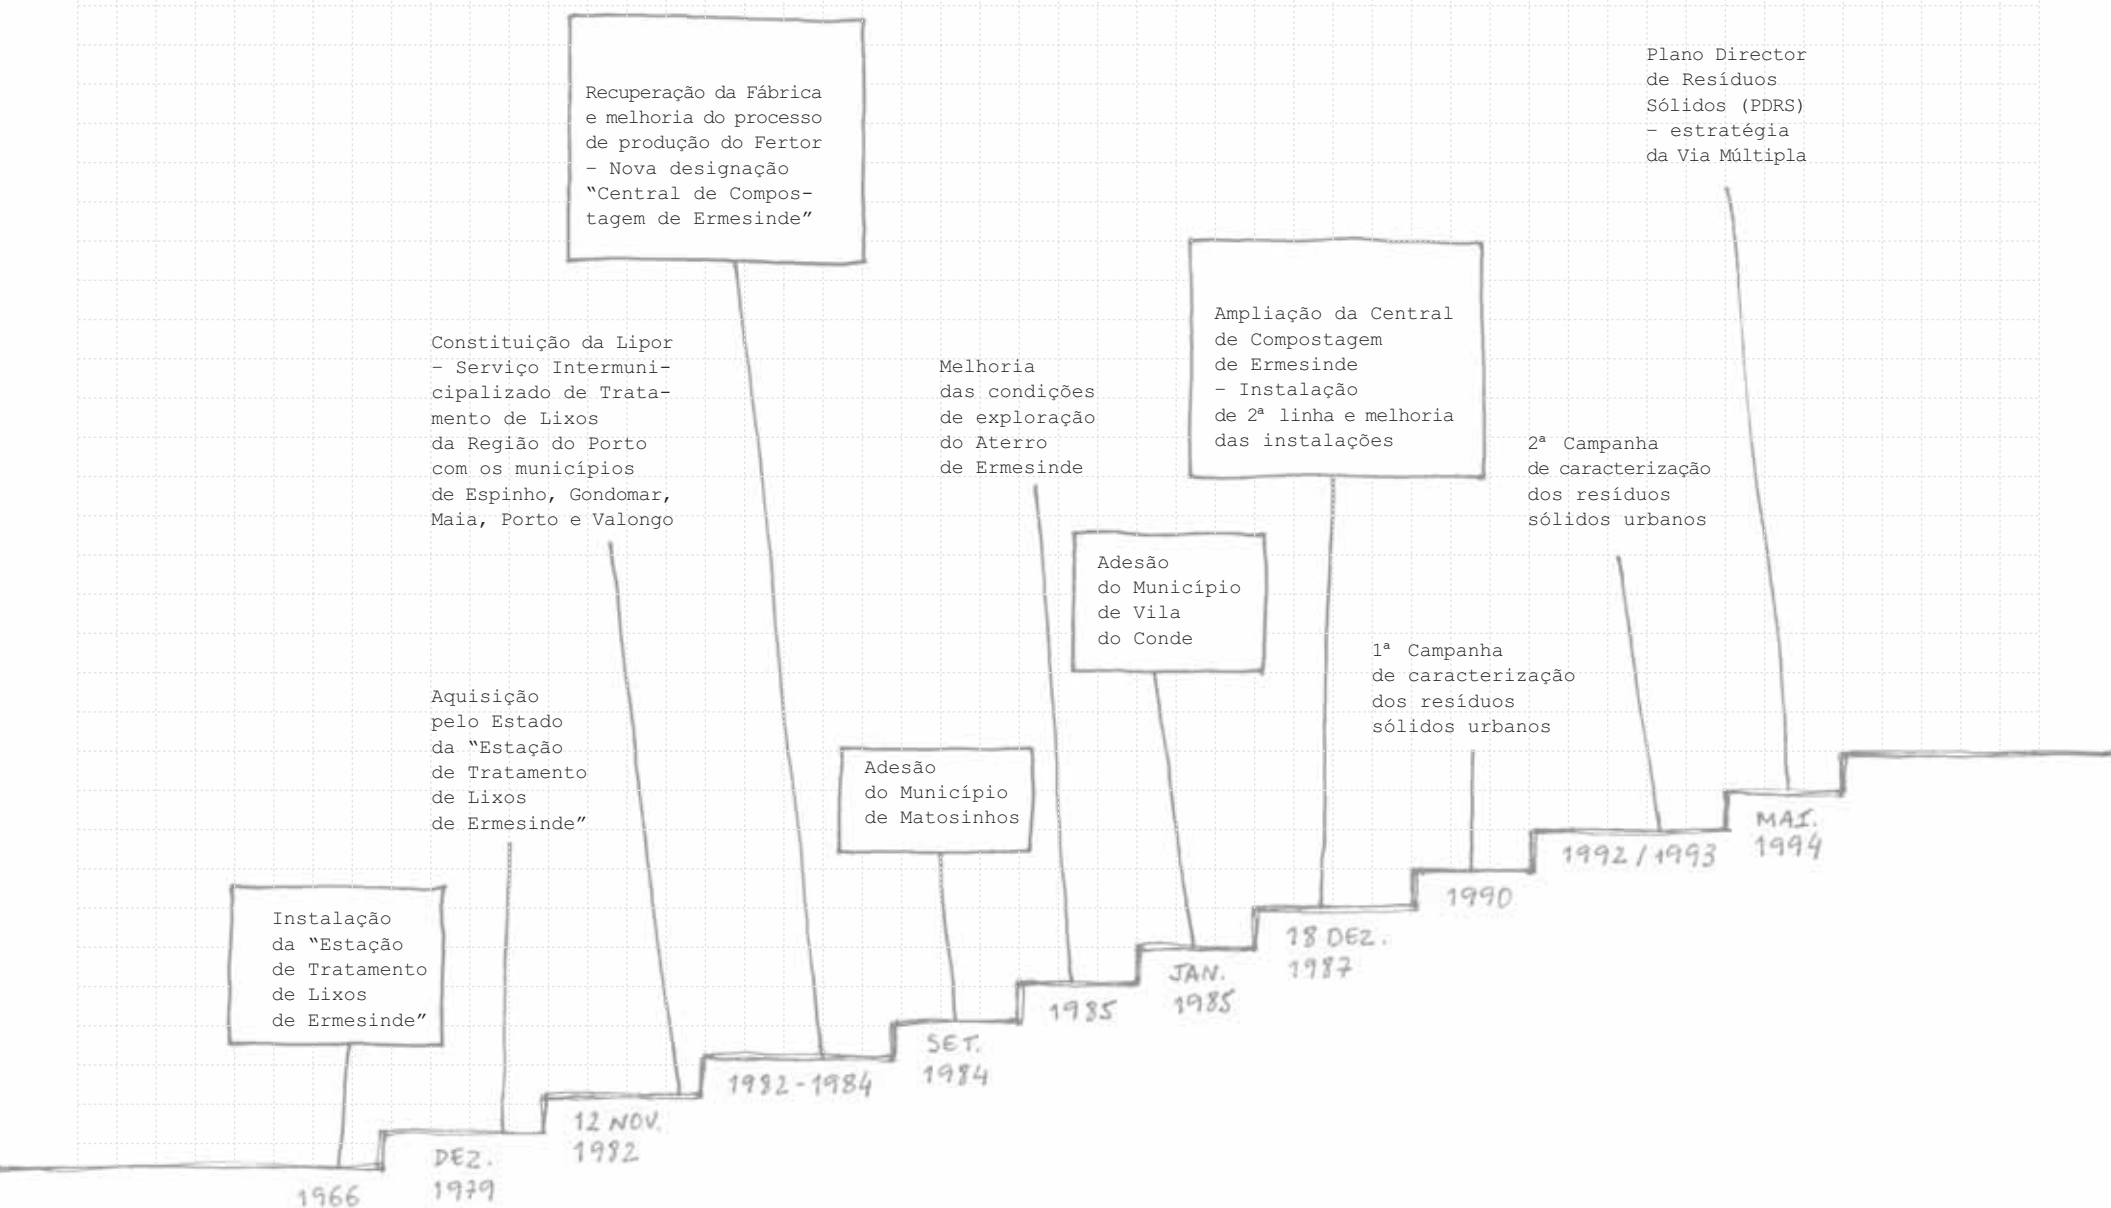 Instalação
da “Estação
de Tratamento
de Lixos
de Ermesinde”
1966
Aquisição
pelo Estado
da “Estação
de Tratamento
de Lixos
de Ermesinde”
DEZ.
1979
Constituição da Lipor
– Serviço Intermuni-
cipalizado de Trata-
mento de Lixos
da Região do Porto
com os municípios
de Espinho, Gondomar,
Maia, Porto e Valongo
12 NOV.
1982
Recuperação da Fábrica
e melhoria do processo
de produção do Fertor
– Nova designação
“Central de Compos-
tagem de Ermesinde”
1982-1984
Adesão
do Município
de Matosinhos
SET.
1984
Melhoria
das condições
de exploração
do Aterro
de Ermesinde
1985
Adesão
do Município
de Vila
do Conde
JAN.
1985
Ampliação da Central
de Compostagem
de Ermesinde
– Instalação
de 2ª linha e melhoria
das instalações
18 DEZ.
1987
1ª Campanha
de caracterização
dos resíduos
sólidos urbanos
1990
2ª Campanha
de caracterização
dos resíduos
sólidos urbanos
1992/1993
Plano Director
de Resíduos
Sólidos (PDRS)
– estratégia
da Via Múltipla
MAI.
1994